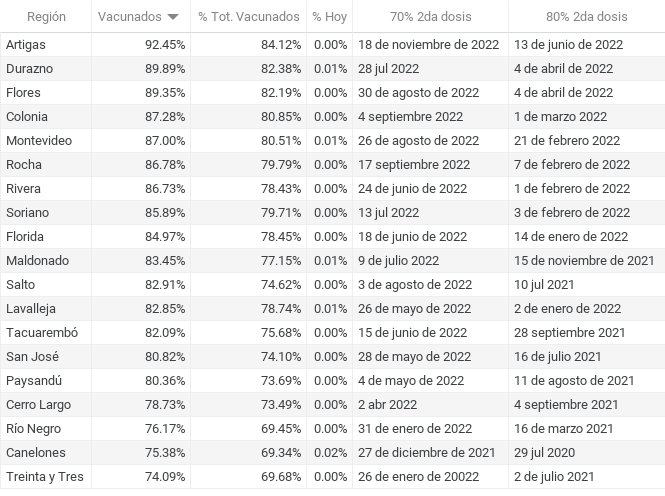 Región Vacunados % Tot. Vacunados % Hoy 70% 2da dosis 80% 2da dosis
Artigas 92.45% 84.12% 0.00% 18 de noviembre de 2022 13 de junio de 2022
Durazno 89.89% 82.38% 0.01% 28 jul 2022 4 de abril de 2022
Flores 89.35% 82.19% 0.00% 30 de agosto de 2022 4 de abril de 2022
Colonia 87.28% 80.85% 0.00% 4 septiembre 2022 1 de marzo 2022
Montevideo 87.00% 80.51% 0.01% 26 de agosto de 2022 21 de febrero 2022
Rocha 86.78% 79.79% 0.00% 17 septiembre 2022 7 de febrero de 2022
Rivera 86.73% 78.43% 0.00% 24 de junio de 2022 1 de febrero de 2022
Soriano 85.89% 79.71% 0.00% 13 jul 2022 3 de febrero de 2022
Florida 84.97% 78.45% 0.00% 18 de junio de 2022 14 de enero de 2022
Maldonado 83.45% 77.15% 0.01% 9 de julio de 2022 15 de noviembre de 2021
Salto 82.91% 74.62% 0.00% 3 de agosto de 2022 10 jul 2021
Lavalleja 82.85% 78.74% 0.01% 26 de mayo de 2022 2 de enero de 2022
Tacuarembó 82.09% 75.68% 0.00% 15 de junio de 2022 28 septiembre 2021
San José 80.82% 74.10% 0.00% 28 de mayo de 2022 16 de julio 2021
Paysandú 80.36% 73.69% 0.00% 4 de mayo de 2022 11 de agosto de 2021
Cerro Largo 78.73% 73.49% 0.00% 2 abr 2022 4 septiembre 2021
Río Negro 76.17% 69.45% 0.00% 31 de enero de 2022 16 de marzo 2021
Canelones 75.38% 69.34% 0.02% 27 de diciembre de 2021 29 jul 2020
Treinta y Tres 74.09% 69.68% 0.00% 26 de enero de 20022 2 de julio 2021